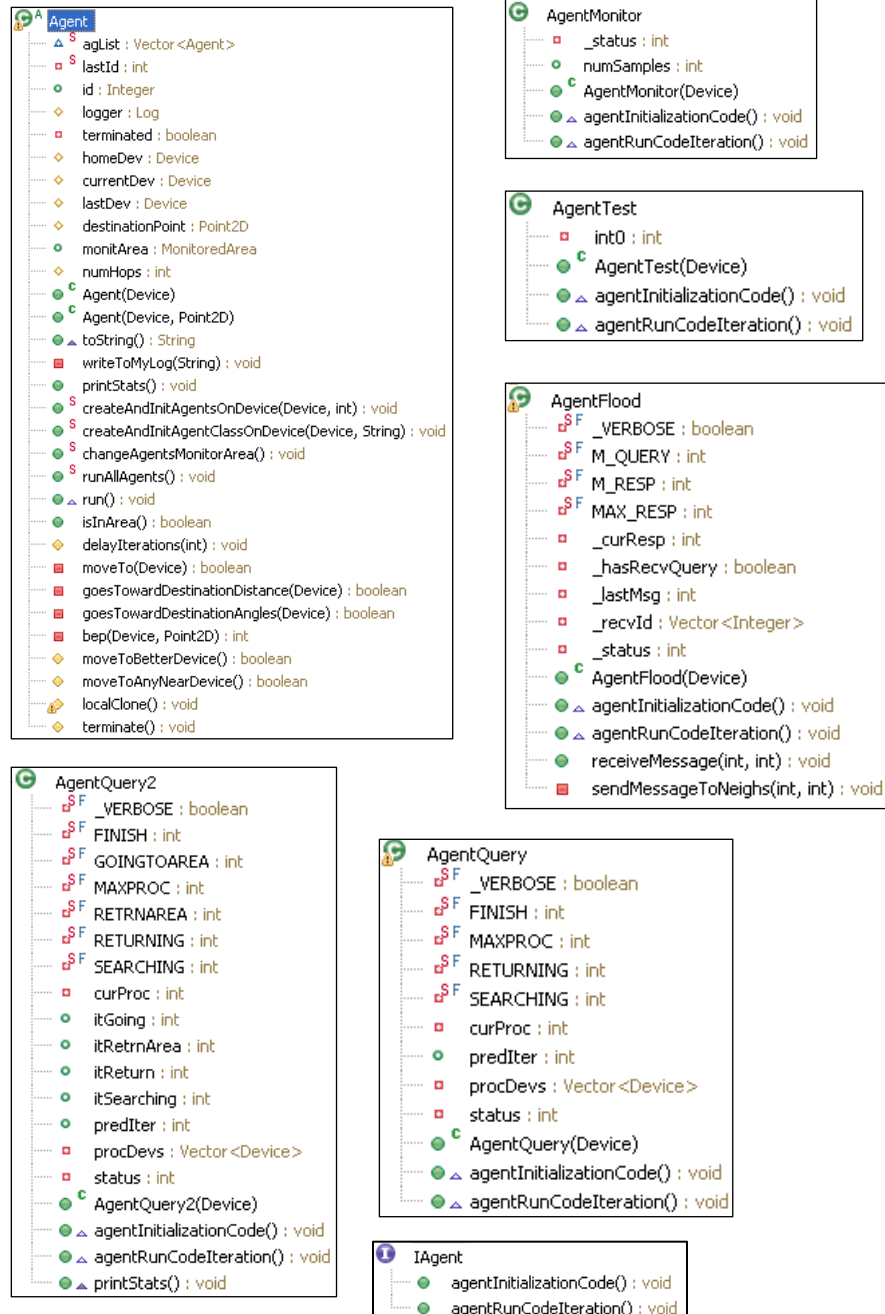 Agent
agList : Vector<Agent>
lastId : int
id : Integer
logger : Log
terminated : boolean
homeDev : Device
currentDev : Device
lastDev : Device
destinationPoint : Point2D
monitArea : MonitoredArea
numHops : int
Agent(Device)
Agent(Device, Point2D)
toString() : String
writeToMyLog(String) : void
printStats() : void
createAndInitAgentsOnDevice(Device, int) : void
createAndInitAgentClassOnDevice(Device, String) : void
changeAgentsMonitorArea() : void
runAllAgents() : void
run() : void
isInArea() : boolean
delayIterations(int) : void
moveTo(Device) : boolean
goesTowardDestinationDistance(Device) : boolean
goesTowardDestinationAngles(Device) : boolean
bep(Device, Point2D) : int
moveToBetterDevice() : boolean
moveToAnyNearDevice() : boolean
localClone() : void
terminate() : void
AgentMonitor
_status : int
numSamples : int
AgentMonitor(Device)
agentInitializationCode() : void
agentRunCodeIteration() : void
AgentTest
int0 : int
AgentTest(Device)
agentInitializationCode() : void
agentRunCodeIteration() : void
AgentFlood
_VERBOSE : boolean
M_QUERY : int
M_RESP : int
MAX_RESP : int
_curResp : int
_hasRecvQuery : boolean
_lastMsg : int
_recvId : Vector<Integer>
_status : int
AgentFlood(Device)
agentInitializationCode() : void
agentRunCodeIteration() : void
receiveMessage(int, int) : void
sendMessageToNeighs(int, int) : void
AgentQuery2
_VERBOSE : boolean
FINISH : int
GOINGTOAREA : int
MAXPROC : int
RETRNAREA : int
RETURNING : int
SEARCHING : int
curProc : int
itGoing : int
itRetrnArea : int
itReturn : int
itSearching : int
predIter : int
procDevs : Vector<Device>
status : int
AgentQuery2(Device)
agentInitializationCode() : void
agentRunCodeIteration() : void
printStats() : void
AgentQuery
_VERBOSE : boolean
FINISH : int
MAXPROC : int
RETURNING : int
SEARCHING : int
curProc : int
predIter : int
procDevs : Vector<Device>
status : int
AgentQuery(Device)
agentInitializationCode() : void
agentRunCodeIteration() : void
IAgent
agentInitializationCode() : void
agentRunCodeIteration() : void